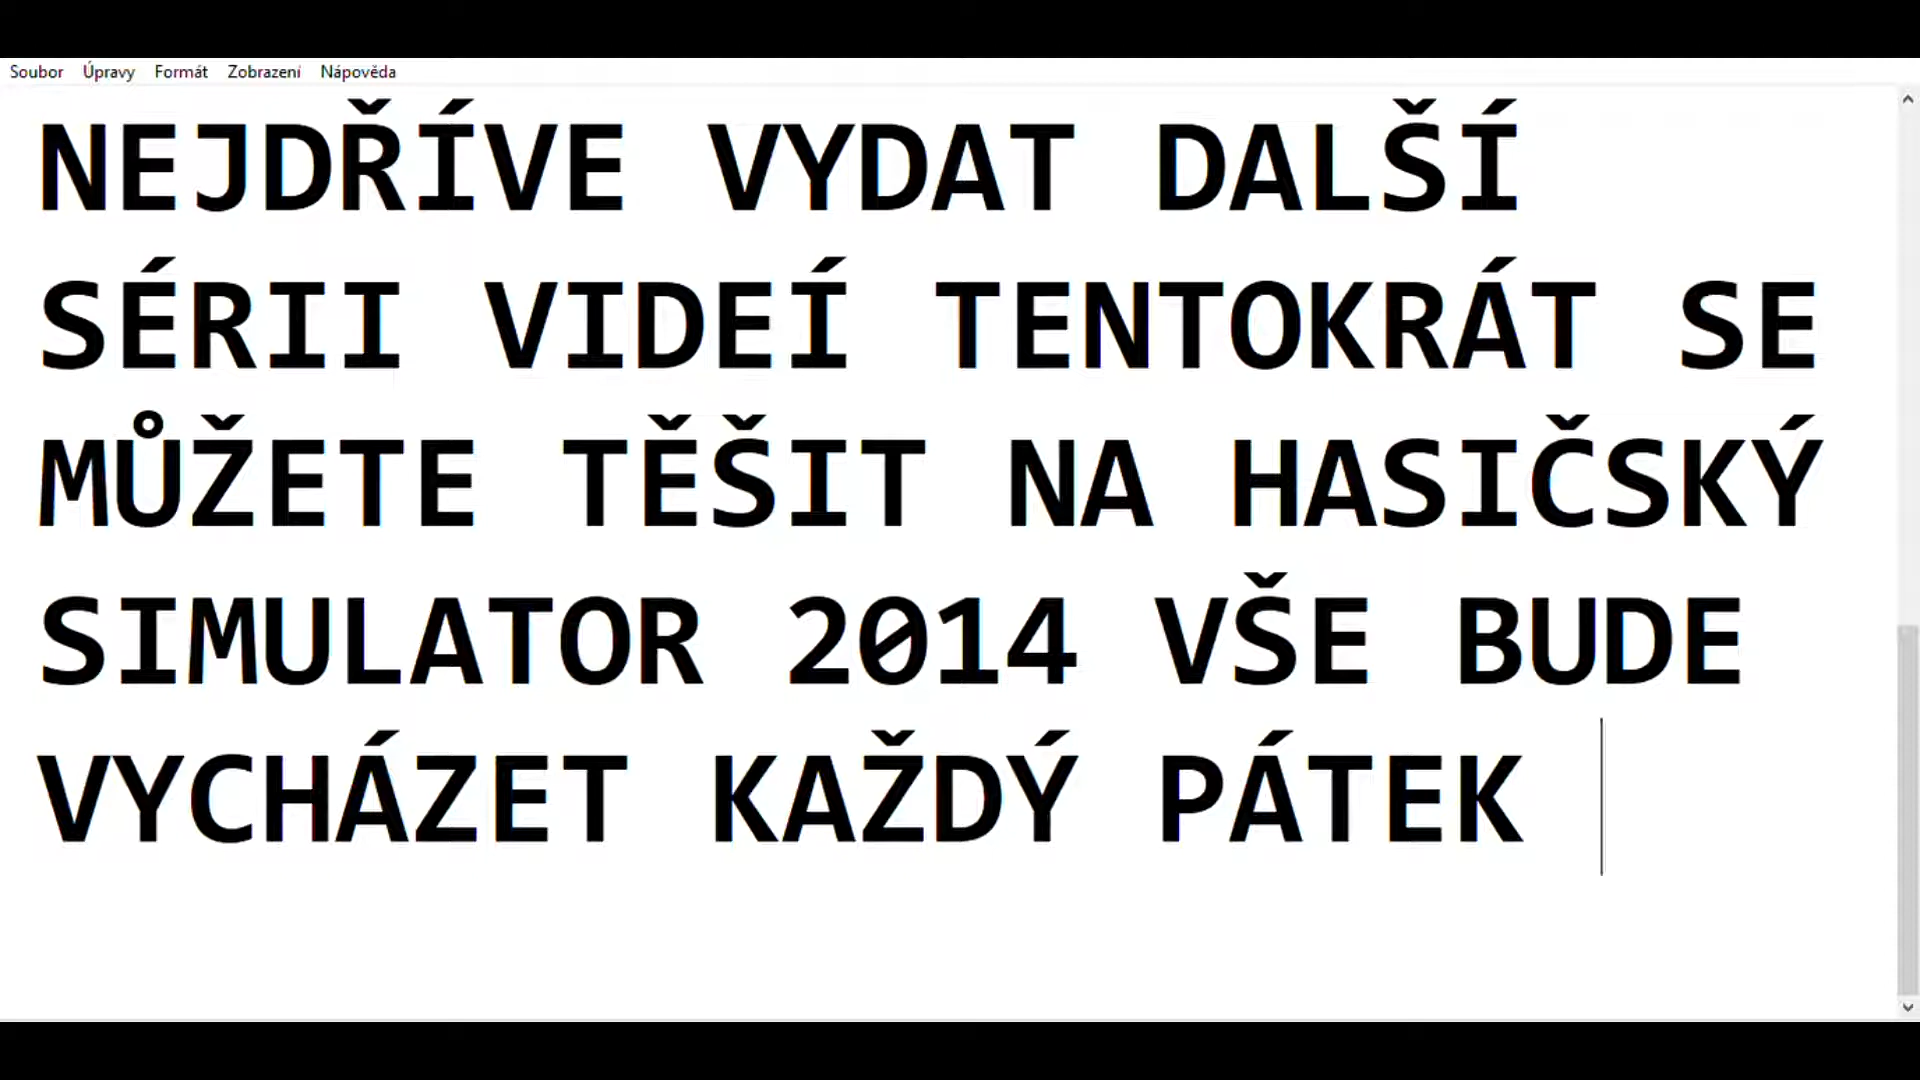 Soubor Úpravy Formát Zobrazení Nápověda
NEJDŘÍVE VYDAT DALŠÍ
SÉRII VIDEÍ TENTOKRÁT SE
MŮŽETE TĚŠIT NA HASIČSKÝ
SIMULATOR 2014 VŠE BUDE
VYCHÁZET KAŽDÝ PÁTEK